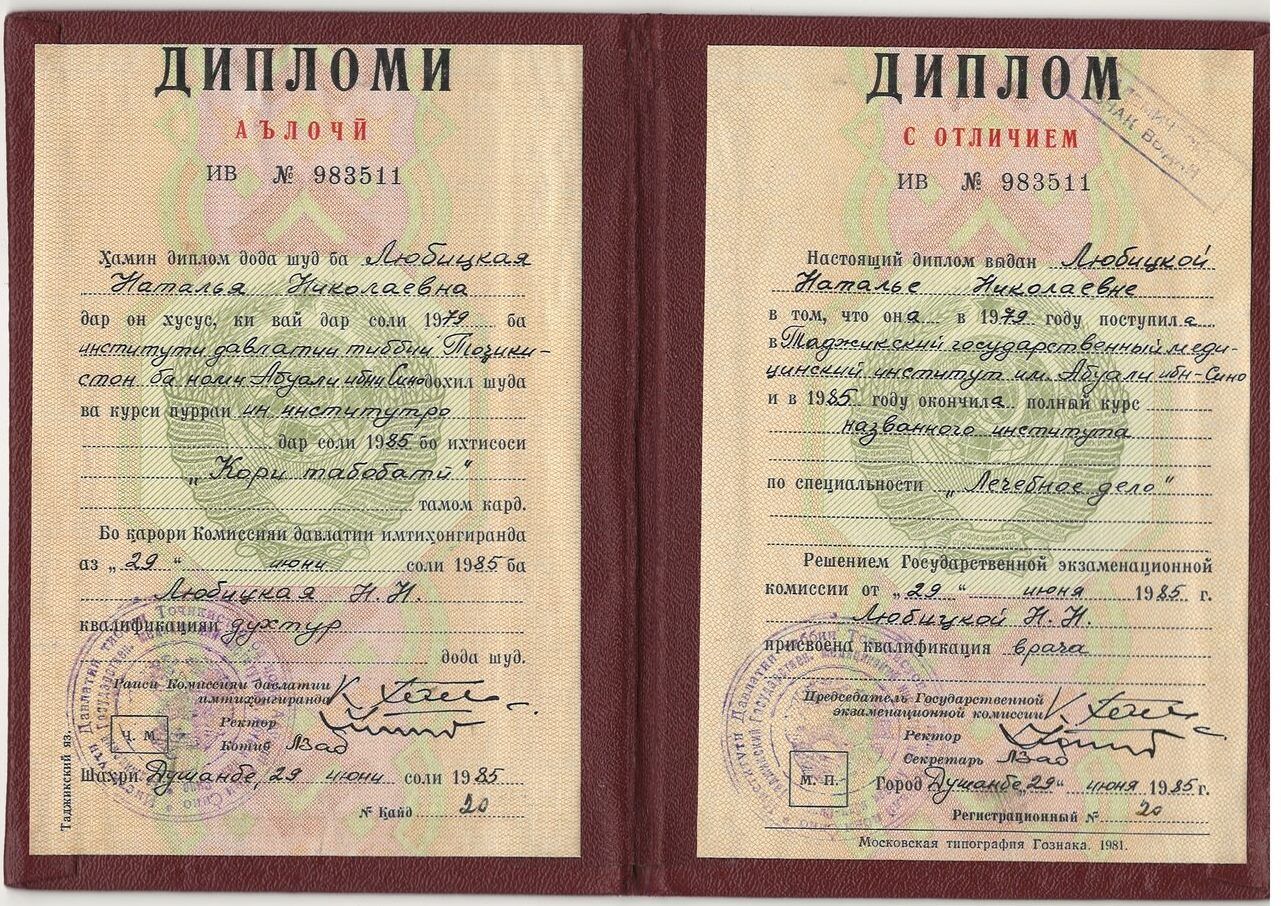 ДИПЛОМИ
АЪЛОЧӢ
ИВ № 983511
Ҳамин диплом дода шуд ба Любицкая
Наталья Николаевна
дар он хусус, ки вай дар соли 1979 ба
институти давлатии тиббии Тоҷики-
стон ба номи Абуали ибни Сино дохил шуда
ва курси пурраи ин институтро
дар соли 1985 бо ихтисоси
„Кори табобатӣ"
тамом кард.
Бо қарори Комиссияи давлатии имтиҳонгиранда
аз „29" июни соли 1985 ба
Любицкая Н. Н.
квалификацияи духтур
дода шуд.
Раиси Комиссияи давлатии
имтиҳонгиранда
Ректор
Ч. М.
Котиб
Шаҳри Душанбе, 29 июни соли 1985
№ Қайд 20
Таджикский яз.
ДИПЛОМ
С ОТЛИЧИЕМ
ИВ № 983511
Настоящий диплом выдан Любицкой
Наталье Николаевне
в том, что она в 1979 году поступила
в Таджикский государственный меди-
цинский институт им. Абуали ибн-Сино
и в 1985 году окончила полный курс
названного института
по специальности „Лечебное дело"
Решением Государственной экзаменационной
комиссии от „29" июня 1985 г.
Любицкой Н. Н.
присвоена квалификация врача
Председатель Государственной
экзаменационной комиссии
Ректор
Секретарь
М. П.
Город Душанбе „29" июня 1985 г.
Регистрационный № 20
Московская типография Гознака. 1981.